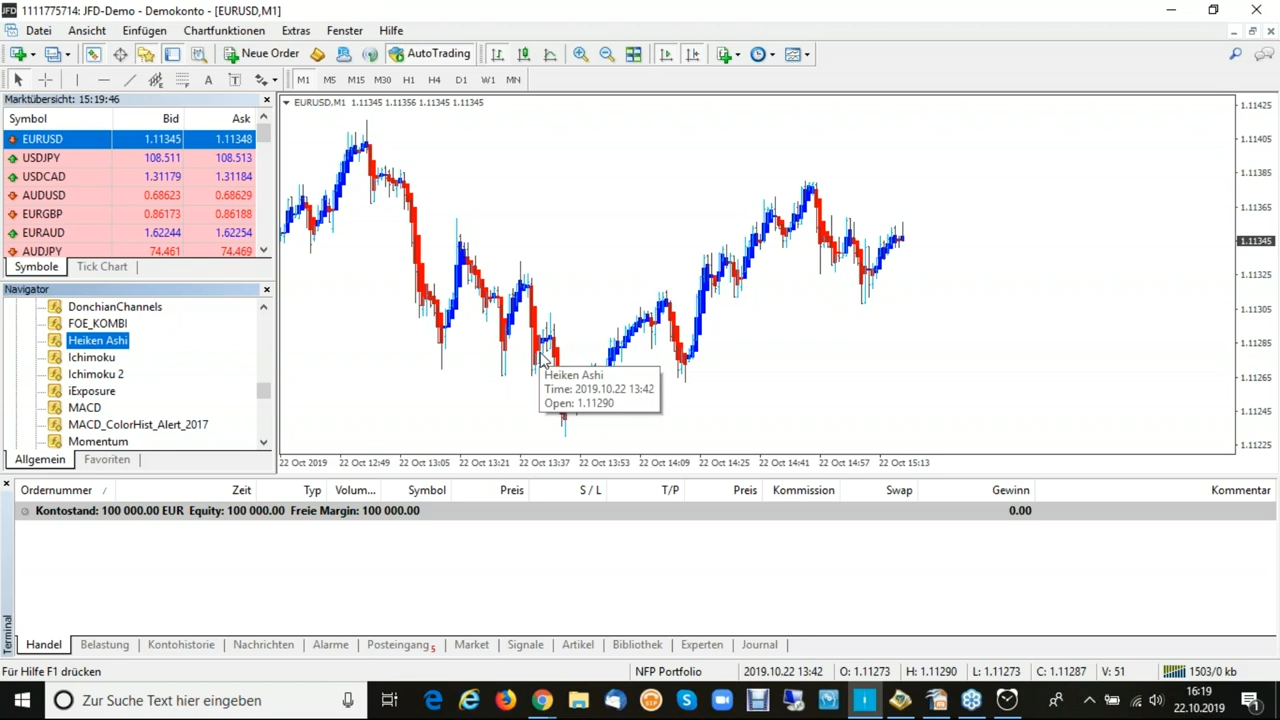 JFD 1111775714: JFD-Demo - Demokonto - [EURUSD,M1]
Datei Ansicht Einfügen Chartfunktionen Extras Fenster Hilfe
Neue Order AutoTrading
A T M1 M5 M15 M30 H1 H4 D1 W1 MN
Marktübersicht: 15:19:46
Symbol Bid Ask
EURUSD 1.11345 1.11348
USDJPY 108.511 108.513
USDCAD 1.31179 1.31184
AUDUSD 0.68623 0.68629
EURGBP 0.86173 0.86188
EURAUD 1.62244 1.62254
AUDJPY 74.461 74.469
Symbole Tick Chart
Navigator
DonchianChannels
FOE_KOMBI
Heiken Ashi
Ichimoku
Ichimoku 2
iExposure
MACD
MACD_ColorHist_Alert_2017
Momentum
Allgemein Favoriten
EURUSD,M1 1.11345 1.11356 1.11345 1.11345
1.11425
1.11405
1.11385
1.11365
1.11345
1.11325
1.11305
1.11285
1.11265
1.11245
1.11225
Heiken Ashi
Time: 2019.10.22 13:42
Open: 1.11290
22 Oct 2019 22 Oct 12:49 22 Oct 13:05 22 Oct 13:21 22 Oct 13:37 22 Oct 13:53 22 Oct 14:09 22 Oct 14:25 22 Oct 14:41 22 Oct 14:57 22 Oct 15:13
Ordernummer / Zeit Typ Volum... Symbol Preis S / L T/P Preis Kommission Swap Gewinn Kommentar
Kontostand: 100 000.00 EUR Equity: 100 000.00 Freie Margin: 100 000.00 0.00
Terminal
Handel Belastung Kontohistorie Nachrichten Alarme Posteingang 5 Market Signale Artikel Bibliothek Experten Journal
Für Hilfe F1 drücken NFP Portfolio 2019.10.22 13:42 O: 1.11273 H: 1.11290 L: 1.11273 C: 1.11287 V: 51 1503/0 kb
Zur Suche Text hier eingeben
16:19
22.10.2019